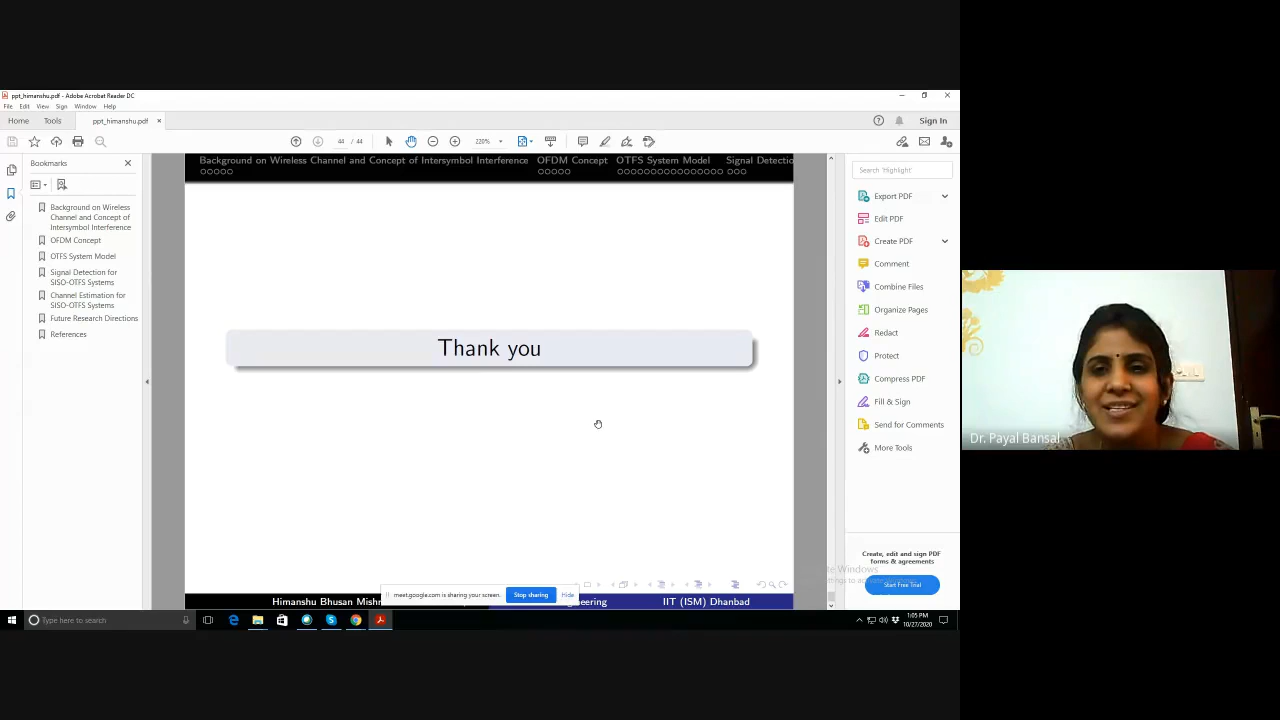 ppt_himanshu.pdf - Adobe Acrobat Reader DC
File Edit View Sign Window Help
Home Tools ppt_himanshu.pdf × Sign In
44 / 44 220%
Bookmarks
Background on Wireless
Channel and Concept of
Intersymbol Interference
OFDM Concept
OTFS System Model
Signal Detection for
SISO-OTFS Systems
Channel Estimation for
SISO-OTFS Systems
Future Research Directions
References
Background on Wireless Channel and Concept of Intersymbol Interference OFDM Concept OTFS System Model Signal Detectio
Thank you
meet.google.com is sharing your screen. Stop sharing Hide
Himanshu Bhusan Mishr
gineering
IIT (ISM) Dhanbad
Search 'Highlight'
Export PDF
Edit PDF
Create PDF
Comment
Combine Files
Organize Pages
Redact
Protect
Compress PDF
Fill & Sign
Send for Comments
More Tools
Create, edit and sign PDF
forms & agreements
Start Free Trial
Windows
Type here to search
1:05 PM
10/27/2020
Dr. Payal Bansal